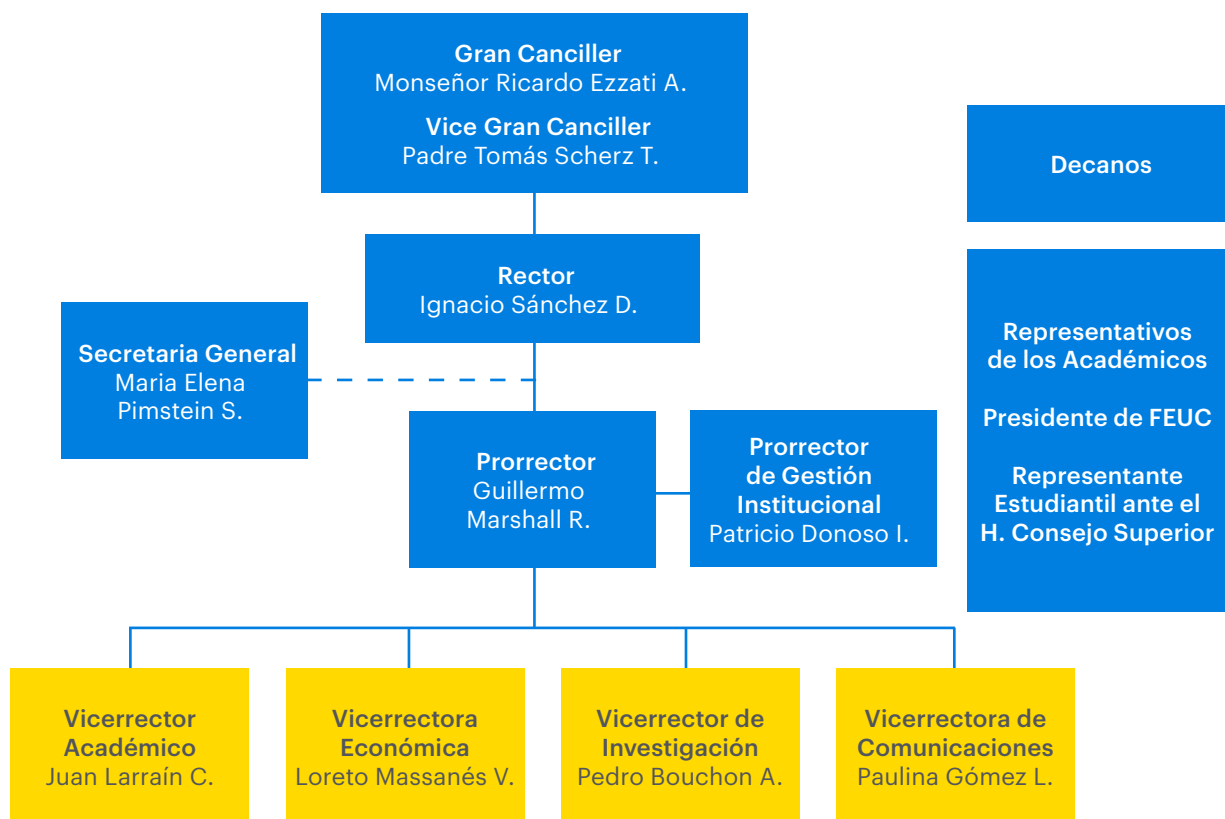 Gran Canciller
Monseñor Ricardo Ezzati A.
Vice Gran Canciller
Padre Tomás Scherz T.
Decanos
Rector
Ignacio Sánchez D.
Secretaria General
Maria Elena
Pimstein S.
Representativos
de los Académicos
Presidente de FEUC
Representante
Estudiantil ante el
H. Consejo Superior
Prorrector
Guillermo
Marshall R.
Prorrector
de Gestión
Institucional
Patricio Donoso I.
Vicerrector
Académico
Juan Larraín C.
Vicerrectora
Económica
Loreto Massanés V.
Vicerrector de
Investigación
Pedro Bouchon A.
Vicerrectora de
Comunicaciones
Paulina Gómez L.